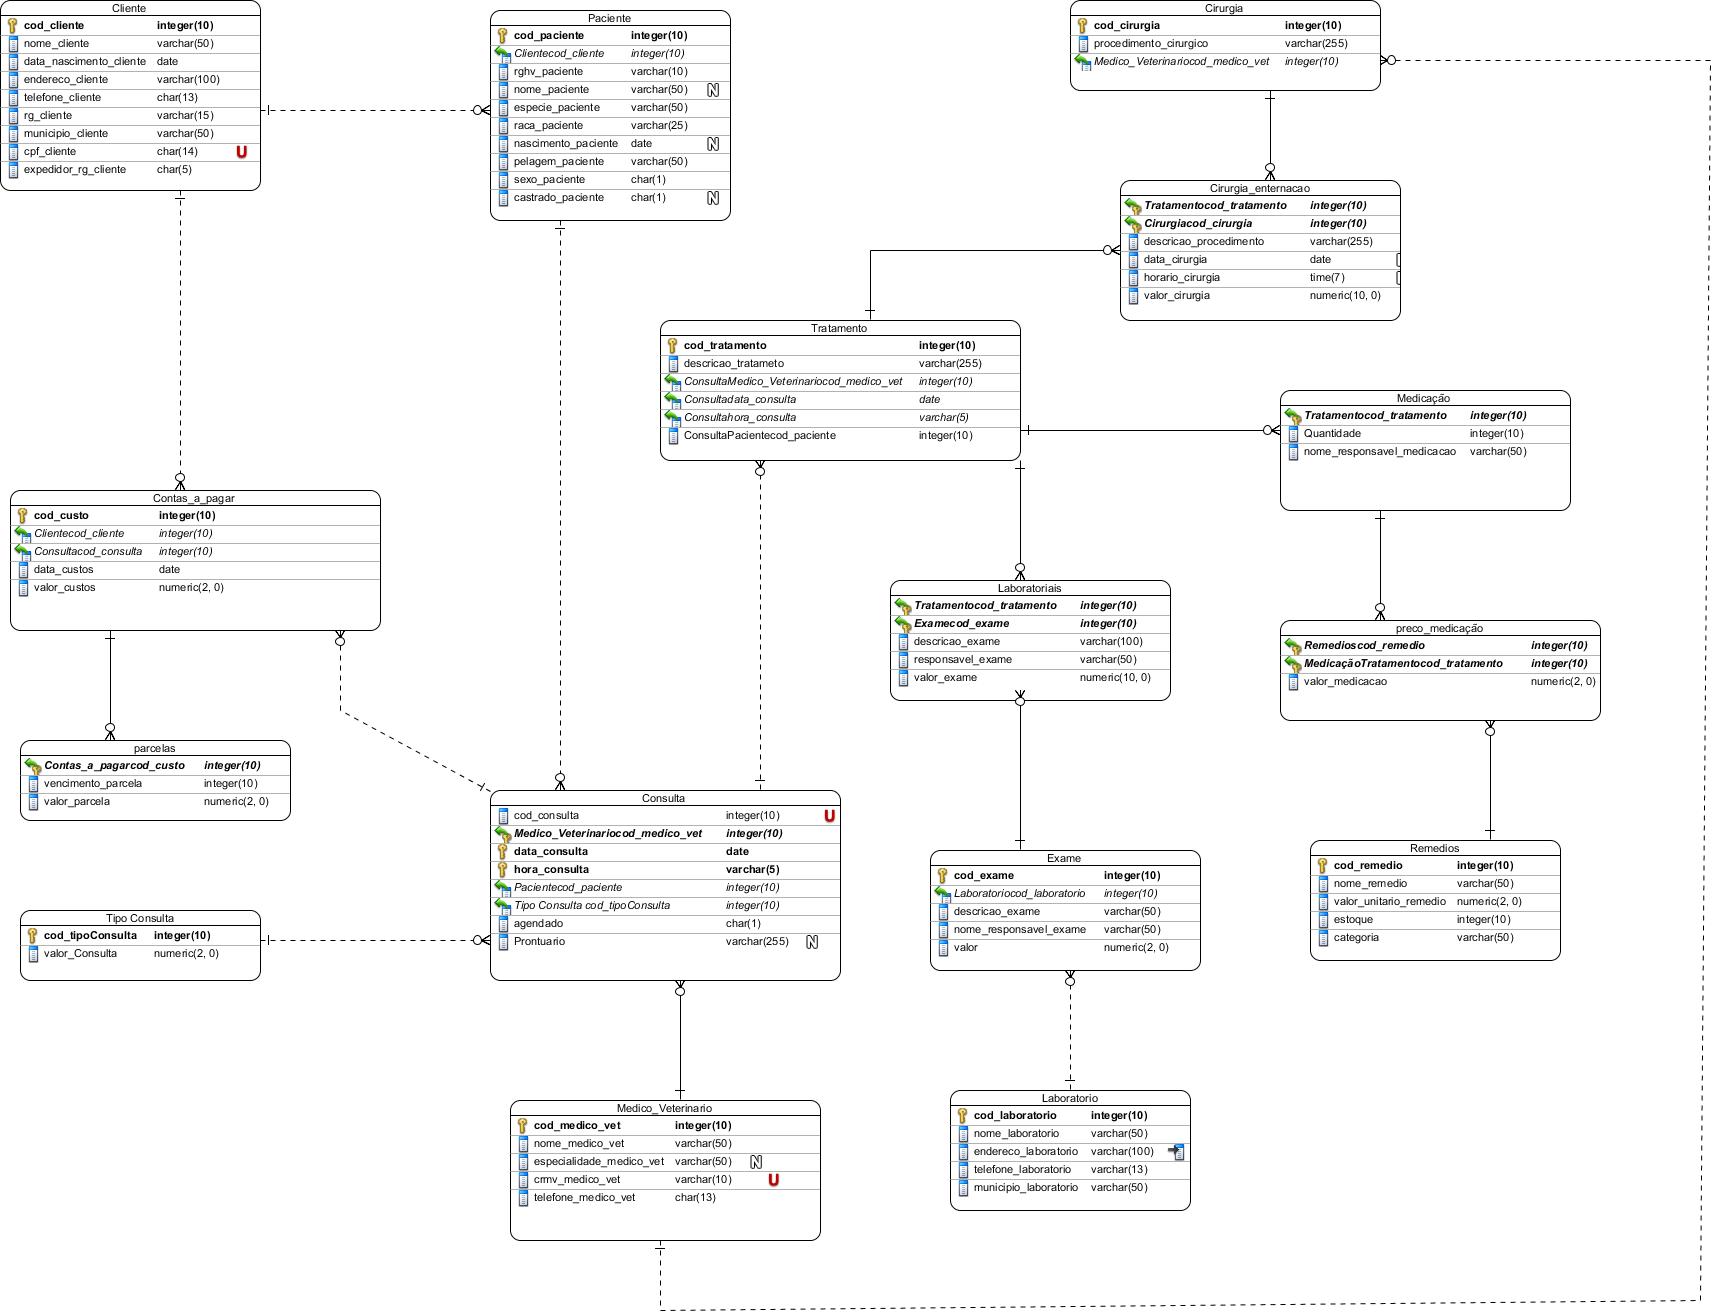 Cliente
cod_cliente integer(10)
nome_cliente varchar(50)
data_nascimento_cliente date
endereco_cliente varchar(100)
telefone_cliente char(13)
rg_cliente varchar(15)
municipio_cliente varchar(50)
cpf_cliente char(14) U
expedidor_rg_cliente char(5)
Paciente
cod_paciente integer(10)
Clientecod_cliente integer(10)
rghv_paciente varchar(10)
nome_paciente varchar(50) N
especie_paciente varchar(50)
raca_paciente varchar(25)
nascimento_paciente date N
pelagem_paciente varchar(50)
sexo_paciente char(1)
castrado_paciente char(1) N
Cirurgia
cod_cirurgia integer(10)
procedimento_cirurgico varchar(255)
Medico_Veterinariocod_medico_vet integer(10)
Cirurgia_enternacao
Tratamentocod_tratamento integer(10)
Cirurgiacod_cirurgia integer(10)
descricao_procedimento varchar(255)
data_cirurgia date
horario_cirurgia time(7)
valor_cirurgia numeric(10, 0)
Tratamento
cod_tratamento integer(10)
descricao_tratameto varchar(255)
ConsultaMedico_Veterinariocod_medico_vet integer(10)
Consultadata_consulta date
Consultahora_consulta varchar(5)
ConsultaPacientecod_paciente integer(10)
Medicação
Tratamentocod_tratamento integer(10)
Quantidade integer(10)
nome_responsavel_medicacao varchar(50)
Contas_a_pagar
cod_custo integer(10)
Clientecod_cliente integer(10)
Consultacod_consulta integer(10)
data_custos date
valor_custos numeric(2, 0)
Laboratoriais
Tratamentocod_tratamento integer(10)
Examecod_exame integer(10)
descricao_exame varchar(100)
responsavel_exame varchar(50)
valor_exame numeric(10, 0)
preco_medicação
Remedioscod_remedio integer(10)
MedicaçãoTratamentocod_tratamento integer(10)
valor_medicacao numeric(2, 0)
parcelas
Contas_a_pagarcod_custo integer(10)
vencimento_parcela integer(10)
valor_parcela numeric(2, 0)
Consulta
cod_consulta integer(10) U
Medico_Veterinariocod_medico_vet integer(10)
data_consulta date
hora_consulta varchar(5)
Pacientecod_paciente integer(10)
Tipo Consulta cod_tipoConsulta integer(10)
agendado char(1)
Prontuario varchar(255) N
Tipo Consulta
cod_tipoConsulta integer(10)
valor_Consulta numeric(2, 0)
Exame
cod_exame integer(10)
Laboratoriocod_laboratorio integer(10)
descricao_exame varchar(50)
nome_responsavel_exame varchar(50)
valor numeric(2, 0)
Remedios
cod_remedio integer(10)
nome_remedio varchar(50)
valor_unitario_remedio numeric(2, 0)
estoque integer(10)
categoria varchar(50)
Medico_Veterinario
cod_medico_vet integer(10)
nome_medico_vet varchar(50)
especialidade_medico_vet varchar(50) N
crmv_medico_vet varchar(10) U
telefone_medico_vet char(13)
Laboratorio
cod_laboratorio integer(10)
nome_laboratorio varchar(50)
endereco_laboratorio varchar(100)
telefone_laboratorio varchar(13)
municipio_laboratorio varchar(50)